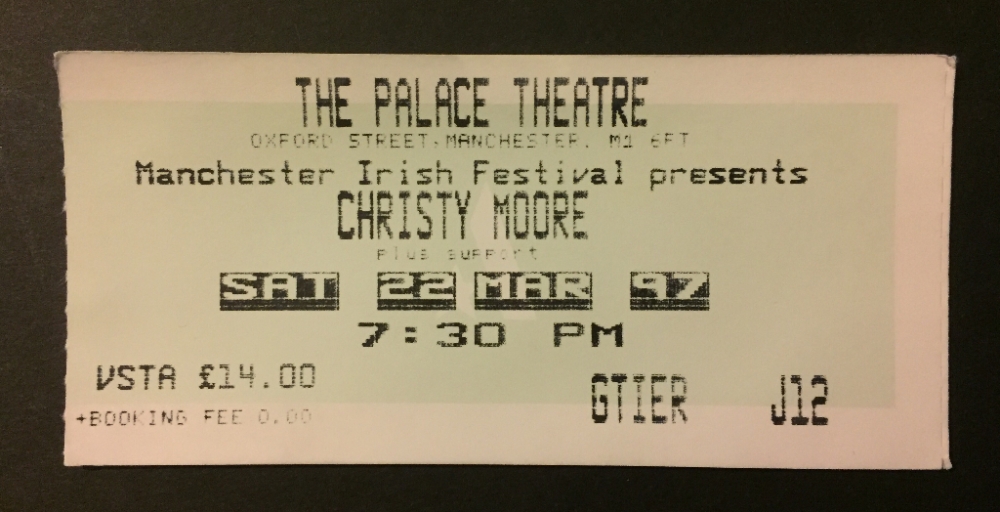 THE PALACE THEATRE
OXFORD STREET, MANCHESTER. M1 6FT
Manchester Irish Festival presents
CHRISTY MOORE
plus support
SAT 22 MAR 97
7:30 PM
VSTA £14.00
GTIER J12
+BOOKING FEE 0.00